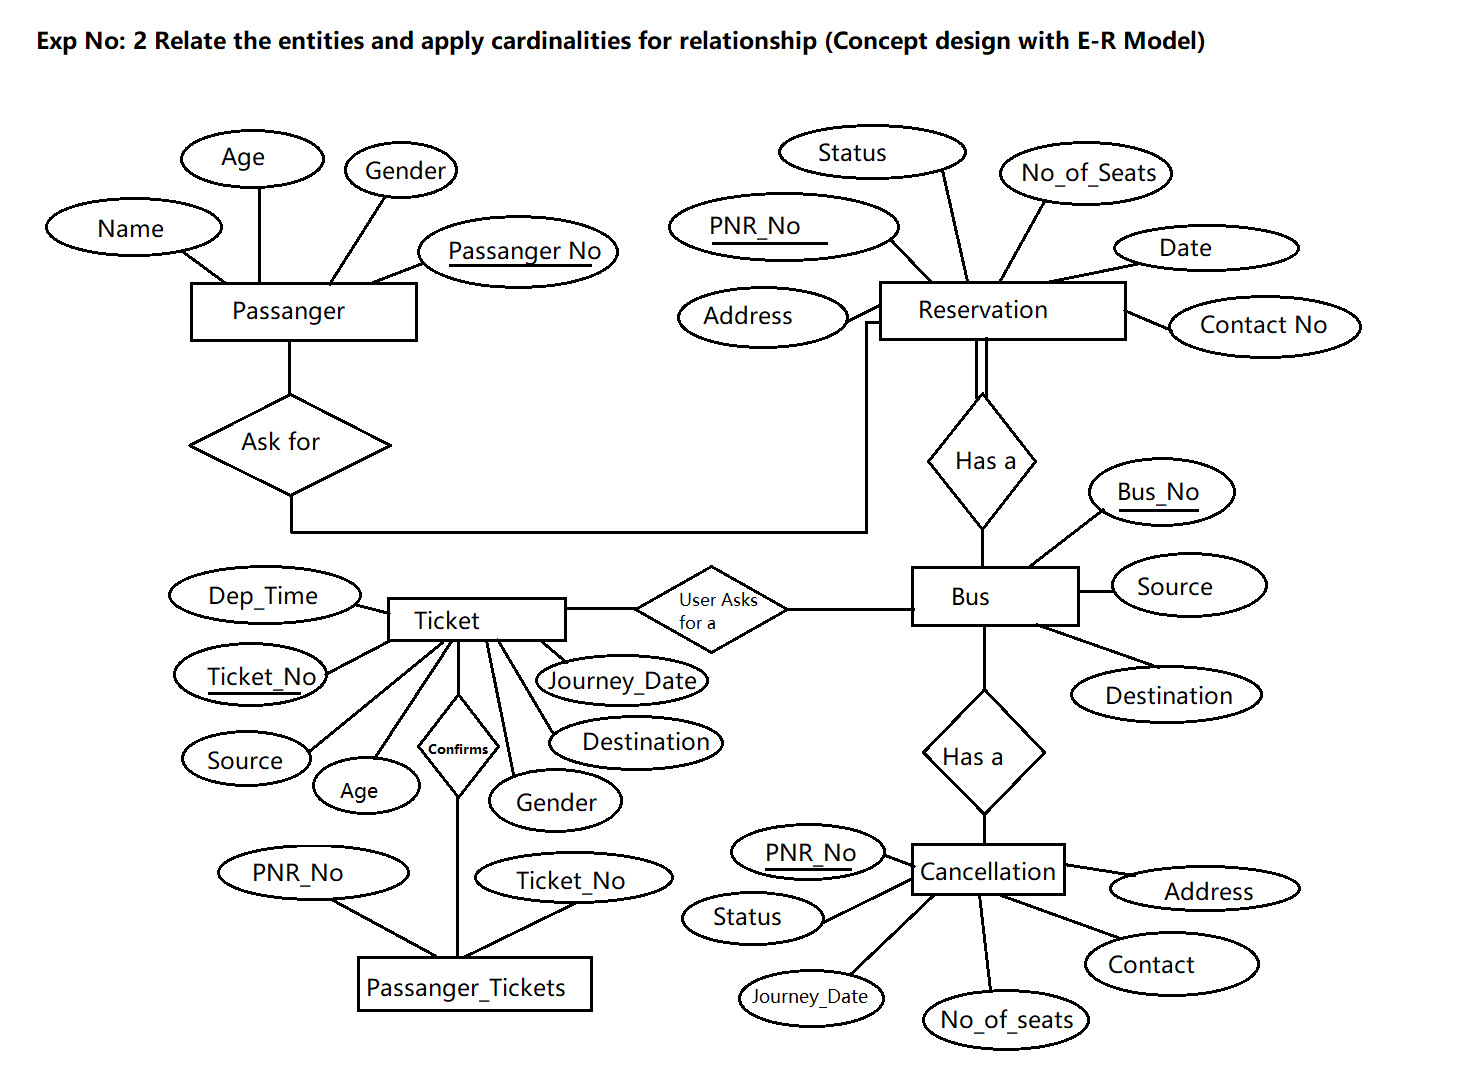 Exp No: 2 Relate the entities and apply cardinalities for relationship (Concept design with E-R Model)
Age
Gender
Name
Passanger No
Passanger
Status
No_of_Seats
PNR_No
Date
Address
Reservation
Contact No
Ask for
Has a
Bus_No
Source
Bus
Destination
User Asks
for a
Dep_Time
Ticket
Ticket_No
Journey_Date
Source
Age
Confirms
Destination
Gender
Has a
PNR_No
Ticket_No
Passanger_Tickets
PNR_No
Cancellation
Address
Status
Contact
Journey_Date
No_of_seats